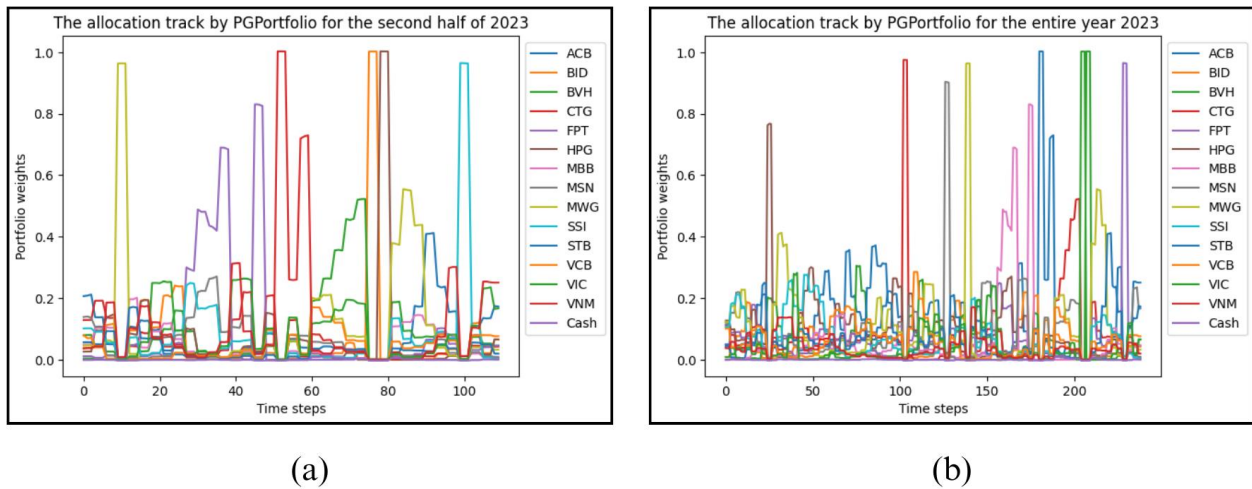 The allocation track by PGPortfolio for the second half of 2023
1.0
0.8
0.6
0.4
0.2
0.0
Portfolio weights
0
20
40
60
80
100
Time steps
ACB
BID
BVH
CTG
FPT
HPG
MBB
MSN
MWG
SSI
STB
VCB
VIC
VNM
Cash
(a)
The allocation track by PGPortfolio for the entire year 2023
1.0
0.8
0.6
0.4
0.2
0.0
Portfolio weights
0
50
100
150
200
Time steps
ACB
BID
BVH
CTG
FPT
HPG
MBB
MSN
MWG
SSI
STB
VCB
VIC
VNM
Cash
(b)